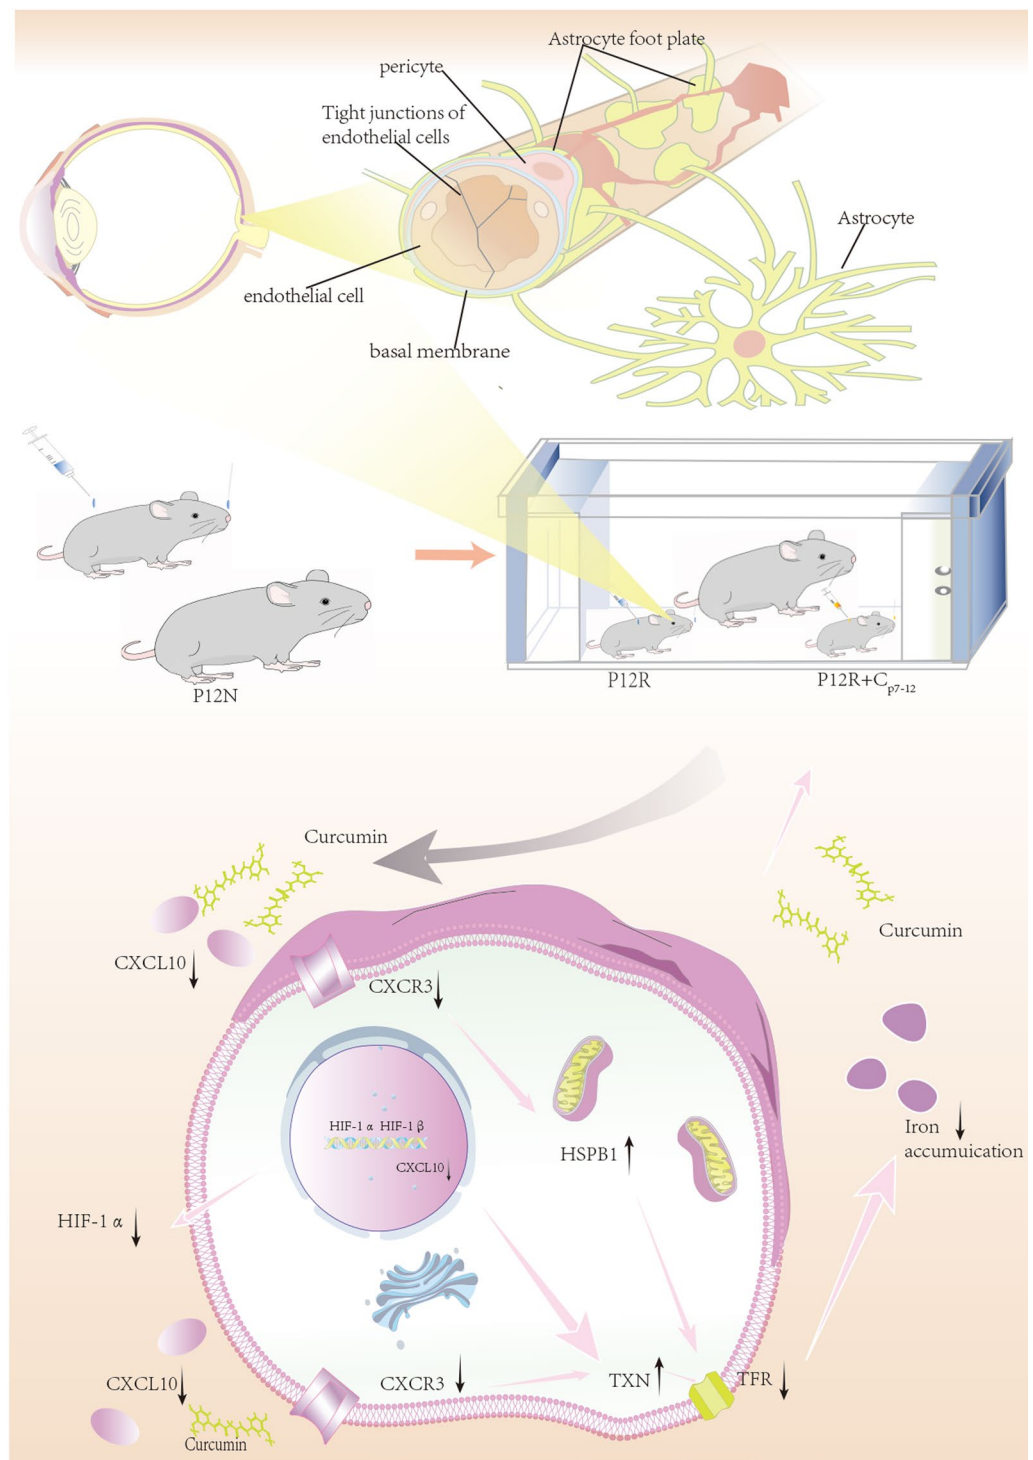 Astrocyte foot plate
pericyte
Tight junctions of
endothelial cells
Astrocyte
endothelial cell
basal membrane
P12N
P12R
P12R+Cp7-12
Curcumin
Curcumin
CXCL10
CXCR3
HIF-1 α HIF-1 β
CXCL10
HSPB1
Iron
accumuication
HIF-1 α
CXCL10
CXCR3
TXN
TFR
Curcumin